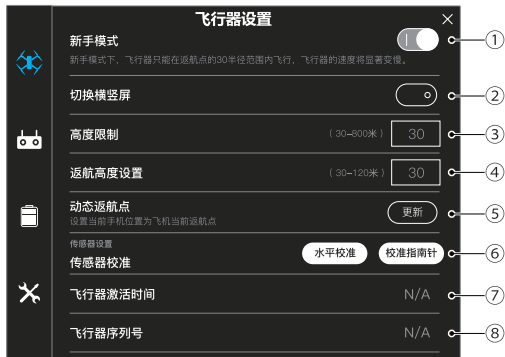 飞行器设置
新手模式 ①
新手模式下，飞行器只能在返航点的30半径范围内飞行，飞行器的速度将显著变慢。
切换横竖屏 ②
高度限制 （30-800米） 30 ③
返航高度设置 （30-120米） 30 ④
动态返航点 更新 ⑤
设置当前手机位置为飞机当前返航点
传感器设置
传感器校准 水平校准 校准指南针 ⑥
飞行器激活时间 N/A ⑦
飞行器序列号 N/A ⑧